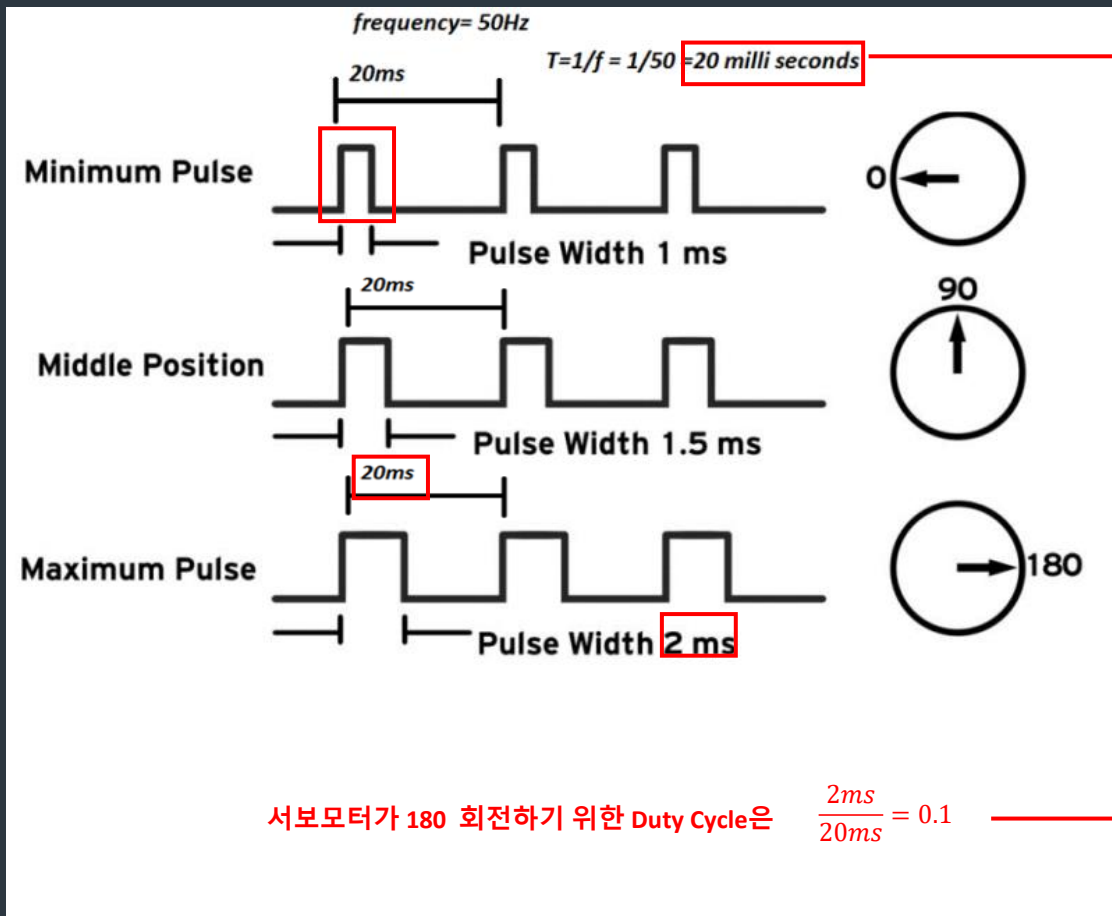 frequency= 50Hz
T=1/f = 1/50 =20 milli seconds
20ms
Minimum Pulse
0
Pulse Width 1 ms
20ms
90
Middle Position
Pulse Width 1.5 ms
20ms
Maximum Pulse
180
Pulse Width 2 ms
서보모터가 180 회전하기 위한 Duty Cycle은 2ms/20ms = 0.1